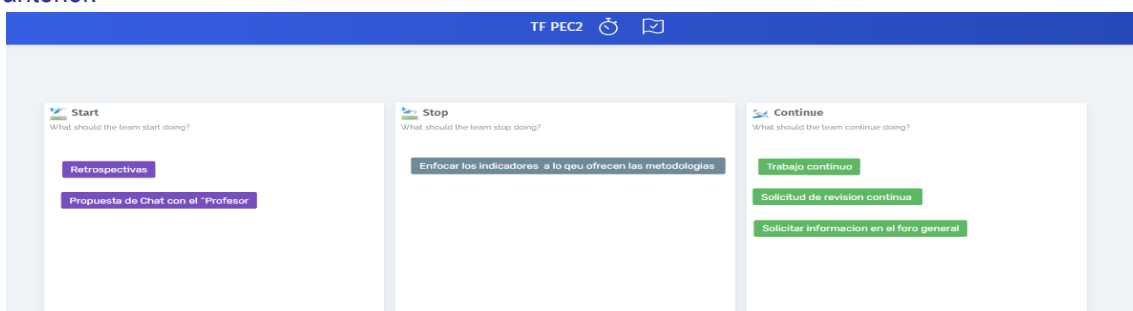 TF PEC2
Start
What should the team start doing?
Retrospectivas
Propuesta de Chat con el "Profesor
Stop
What should the team stop doing?
Enfocar los indicadores a lo qeu ofrecen las metodologias
Continue
What should the team continue doing?
Trabajo continuo
Solicitud de revision continua
Solicitar informacion en el foro general